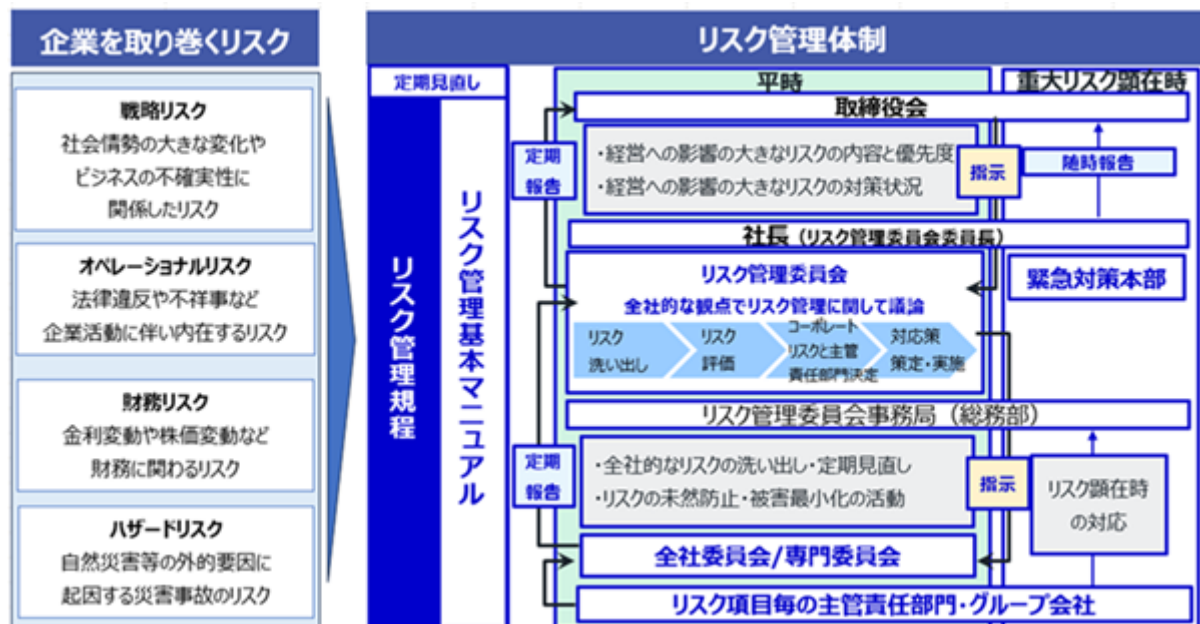 企業を取り巻くリスク
戦略リスク
社会情勢の大きな変化や
ビジネスの不確実性に
関係したリスク
オペレーショナルリスク
法律違反や不祥事など
企業活動に伴い内在するリスク
財務リスク
金利変動や株価変動など
財務に関わるリスク
ハザードリスク
自然災害等の外的要因に
起因する災害事故のリスク
リスク管理体制
定期見直し
リスク管理規程
リスク管理基本マニュアル
平時
重大リスク顕在時
取締役会
定期
報告
・経営への影響の大きなリスクの内容と優先度
・経営への影響の大きなリスクの対策状況
指示
随時報告
社長（リスク管理委員会委員長）
リスク管理委員会
全社的な観点でリスク管理に関して議論
リスク
洗い出し
リスク
評価
コーポレート
リスクと主管
責任部門決定
対応策
策定・実施
緊急対策本部
リスク管理委員会事務局（総務部）
定期
報告
・全社的なリスクの洗い出し・定期見直し
・リスクの未然防止・被害最小化の活動
指示
リスク顕在時
の対応
全社委員会/専門委員会
リスク項目毎の主管責任部門・グループ会社